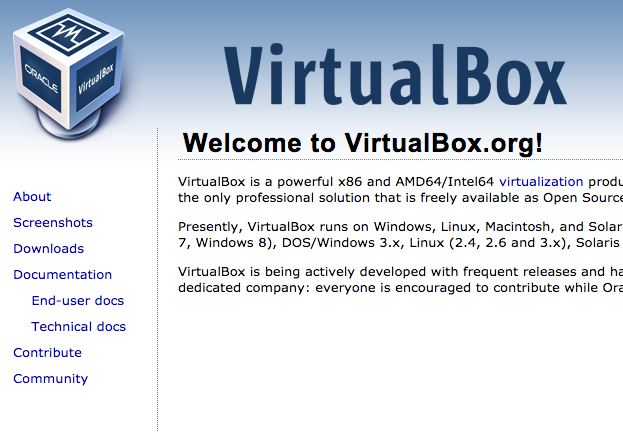 ORACLE
VirtualBox
VirtualBox
Welcome to VirtualBox.org!
About
Screenshots
Downloads
Documentation
End-user docs
Technical docs
Contribute
Community
VirtualBox is a powerful x86 and AMD64/Intel64 virtualization produ
the only professional solution that is freely available as Open Source
Presently, VirtualBox runs on Windows, Linux, Macintosh, and Solar
7, Windows 8), DOS/Windows 3.x, Linux (2.4, 2.6 and 3.x), Solaris
VirtualBox is being actively developed with frequent releases and ha
dedicated company: everyone is encouraged to contribute while Ora